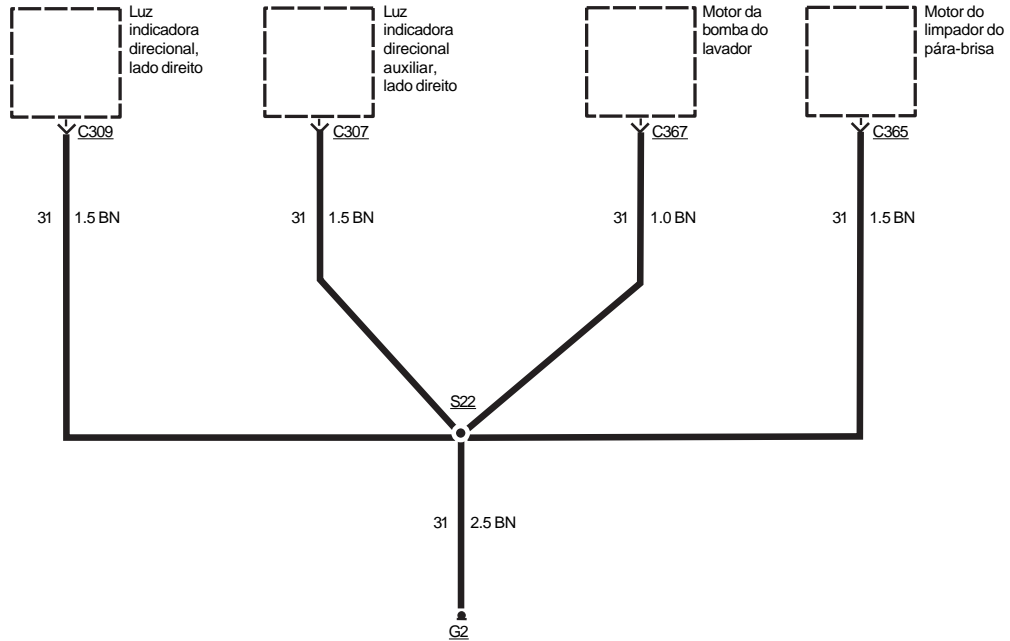 Luz
indicadora
direcional,
lado direito
Luz
indicadora
direcional
auxiliar,
lado direito
Motor da
bomba do
lavador
Motor do
limpador do
pára-brisa
C309
C307
C367
C365
31 1.5 BN
31 1.5 BN
31 1.0 BN
31 1.5 BN
S22
31 2.5 BN
G2